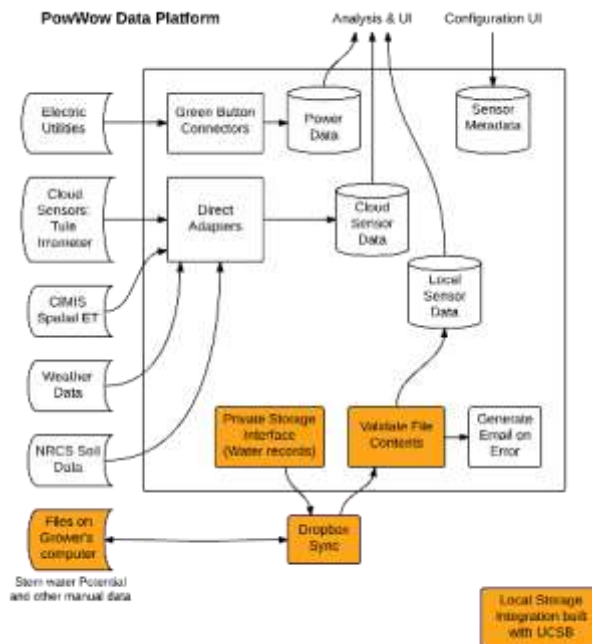 PowWow Data Platform
Analysis & UI
Configuration UI
Electric
Utilities
Green Button
Connectors
Power
Data
Sensor
Metadata
Cloud
Sensors:
Tule
Irrometer
Direct
Adapters
Cloud
Sensor
Data
CIMIS
Spatial ET
Local
Sensor
Data
Weather
Data
NRCS Soil
Data
Private Storage
Interface
(Water records)
Validate File
Contents
Generate
Email on
Error
Files on
Grower's
computer
Dropbox
Sync
Stem water Potential
and other manual data
Local Storage
Integration built
with UCSB